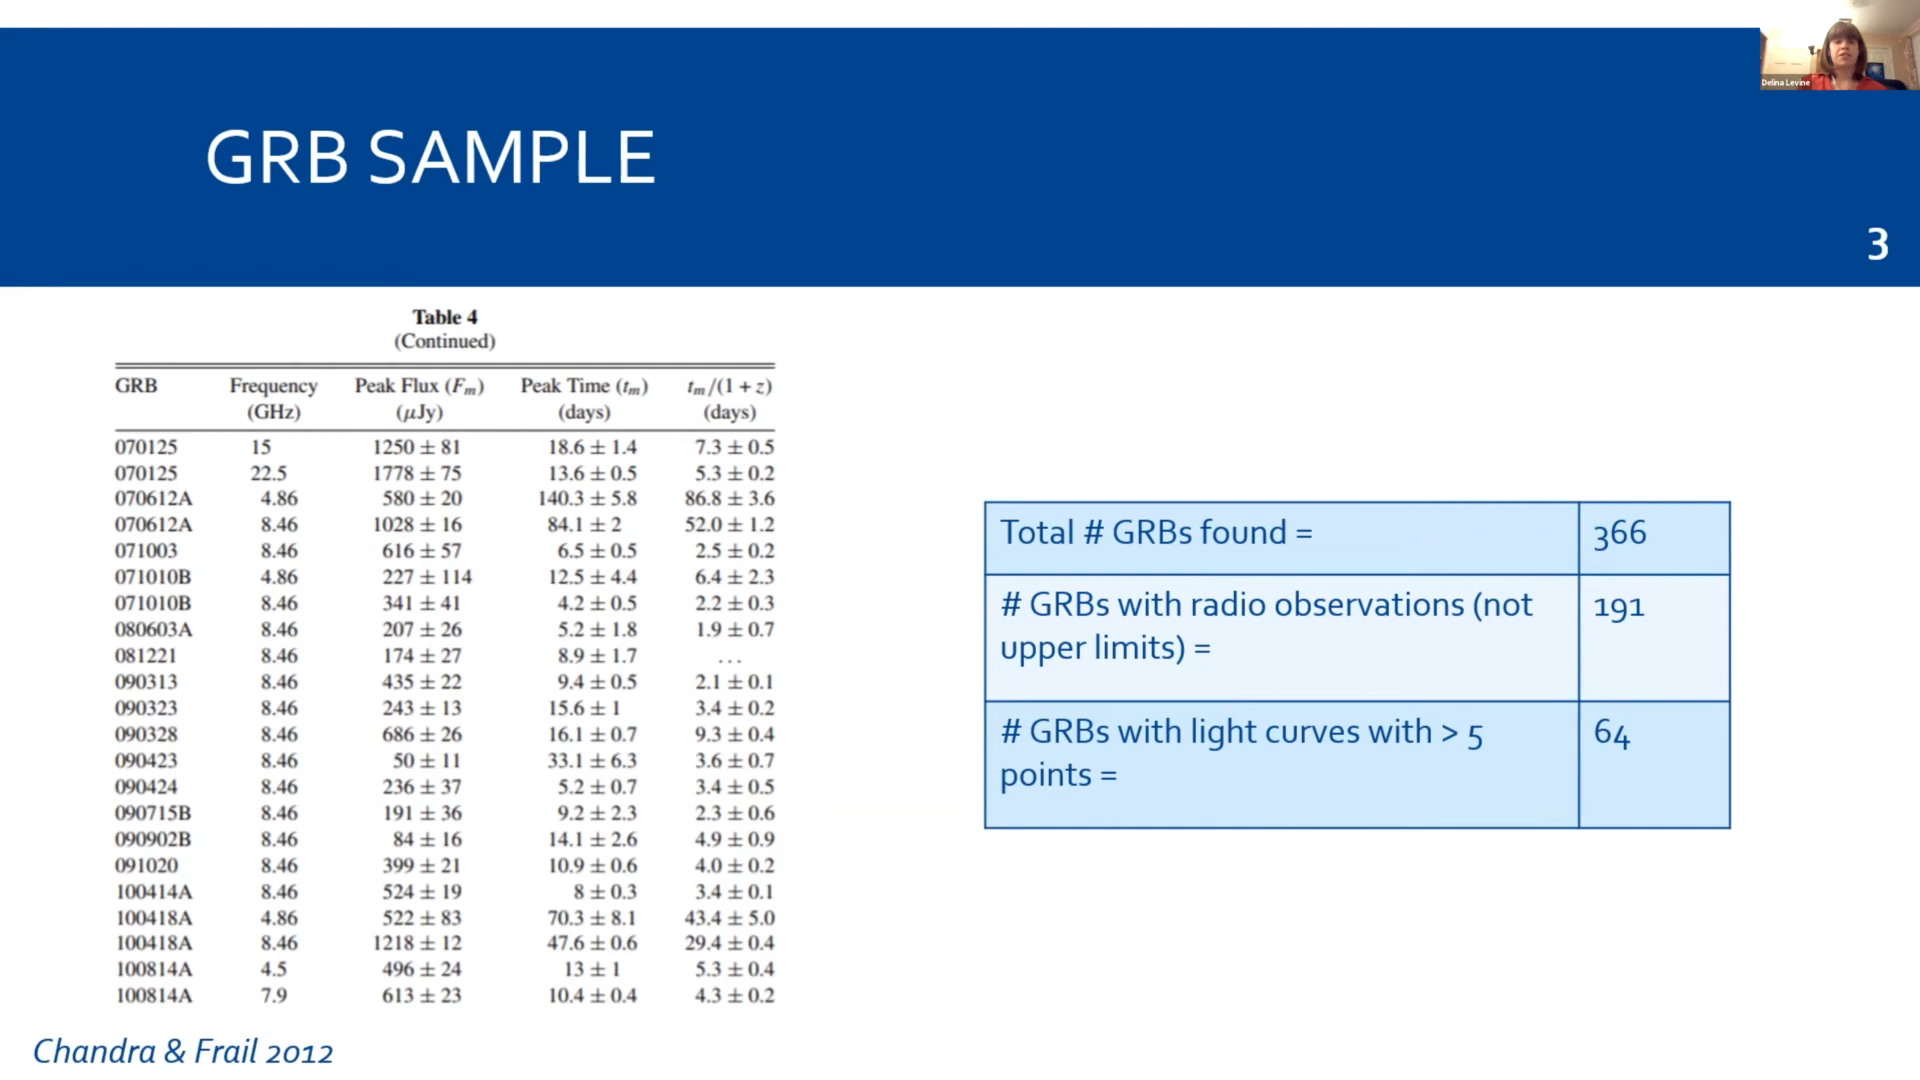 Delina Levine
GRB SAMPLE
3
Table 4
(Continued)
GRB Frequency Peak Flux (Fm) Peak Time (tm) tm/(1 + z)
(GHz) (μJy) (days) (days)
070125 15 1250 ± 81 18.6 ± 1.4 7.3 ± 0.5
070125 22.5 1778 ± 75 13.6 ± 0.5 5.3 ± 0.2
070612A 4.86 580 ± 20 140.3 ± 5.8 86.8 ± 3.6
070612A 8.46 1028 ± 16 84.1 ± 2 52.0 ± 1.2
071003 8.46 616 ± 57 6.5 ± 0.5 2.5 ± 0.2
071010B 4.86 227 ± 114 12.5 ± 4.4 6.4 ± 2.3
071010B 8.46 341 ± 41 4.2 ± 0.5 2.2 ± 0.3
080603A 8.46 207 ± 26 5.2 ± 1.8 1.9 ± 0.7
081221 8.46 174 ± 27 8.9 ± 1.7 ...
090313 8.46 435 ± 22 9.4 ± 0.5 2.1 ± 0.1
090323 8.46 243 ± 13 15.6 ± 1 3.4 ± 0.2
090328 8.46 686 ± 26 16.1 ± 0.7 9.3 ± 0.4
090423 8.46 50 ± 11 33.1 ± 6.3 3.6 ± 0.7
090424 8.46 236 ± 37 5.2 ± 0.7 3.4 ± 0.5
090715B 8.46 191 ± 36 9.2 ± 2.3 2.3 ± 0.6
090902B 8.46 84 ± 16 14.1 ± 2.6 4.9 ± 0.9
091020 8.46 399 ± 21 10.9 ± 0.6 4.0 ± 0.2
100414A 8.46 524 ± 19 8 ± 0.3 3.4 ± 0.1
100418A 4.86 522 ± 83 70.3 ± 8.1 43.4 ± 5.0
100418A 8.46 1218 ± 12 47.6 ± 0.6 29.4 ± 0.4
100814A 4.5 496 ± 24 13 ± 1 5.3 ± 0.4
100814A 7.9 613 ± 23 10.4 ± 0.4 4.3 ± 0.2
Chandra & Frail 2012
Total # GRBs found = 366
# GRBs with radio observations (not 191
upper limits) =
# GRBs with light curves with > 5 64
points =